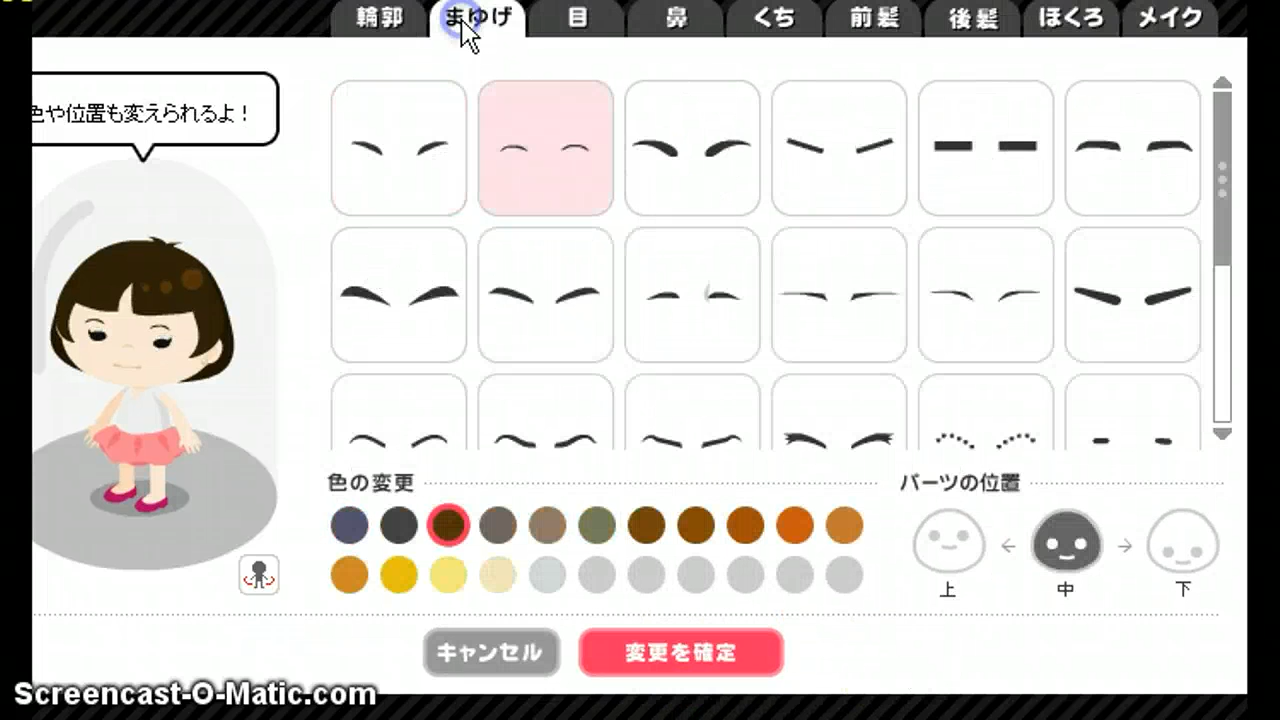 輪郭 まゆげ 目 鼻 くち 前髪 後髪 ほくろ メイク
色や位置も変えられるよ！
色の変更
パーツの位置
上 中 下
キャンセル 変更を確定
Screencast-O-Matic.com